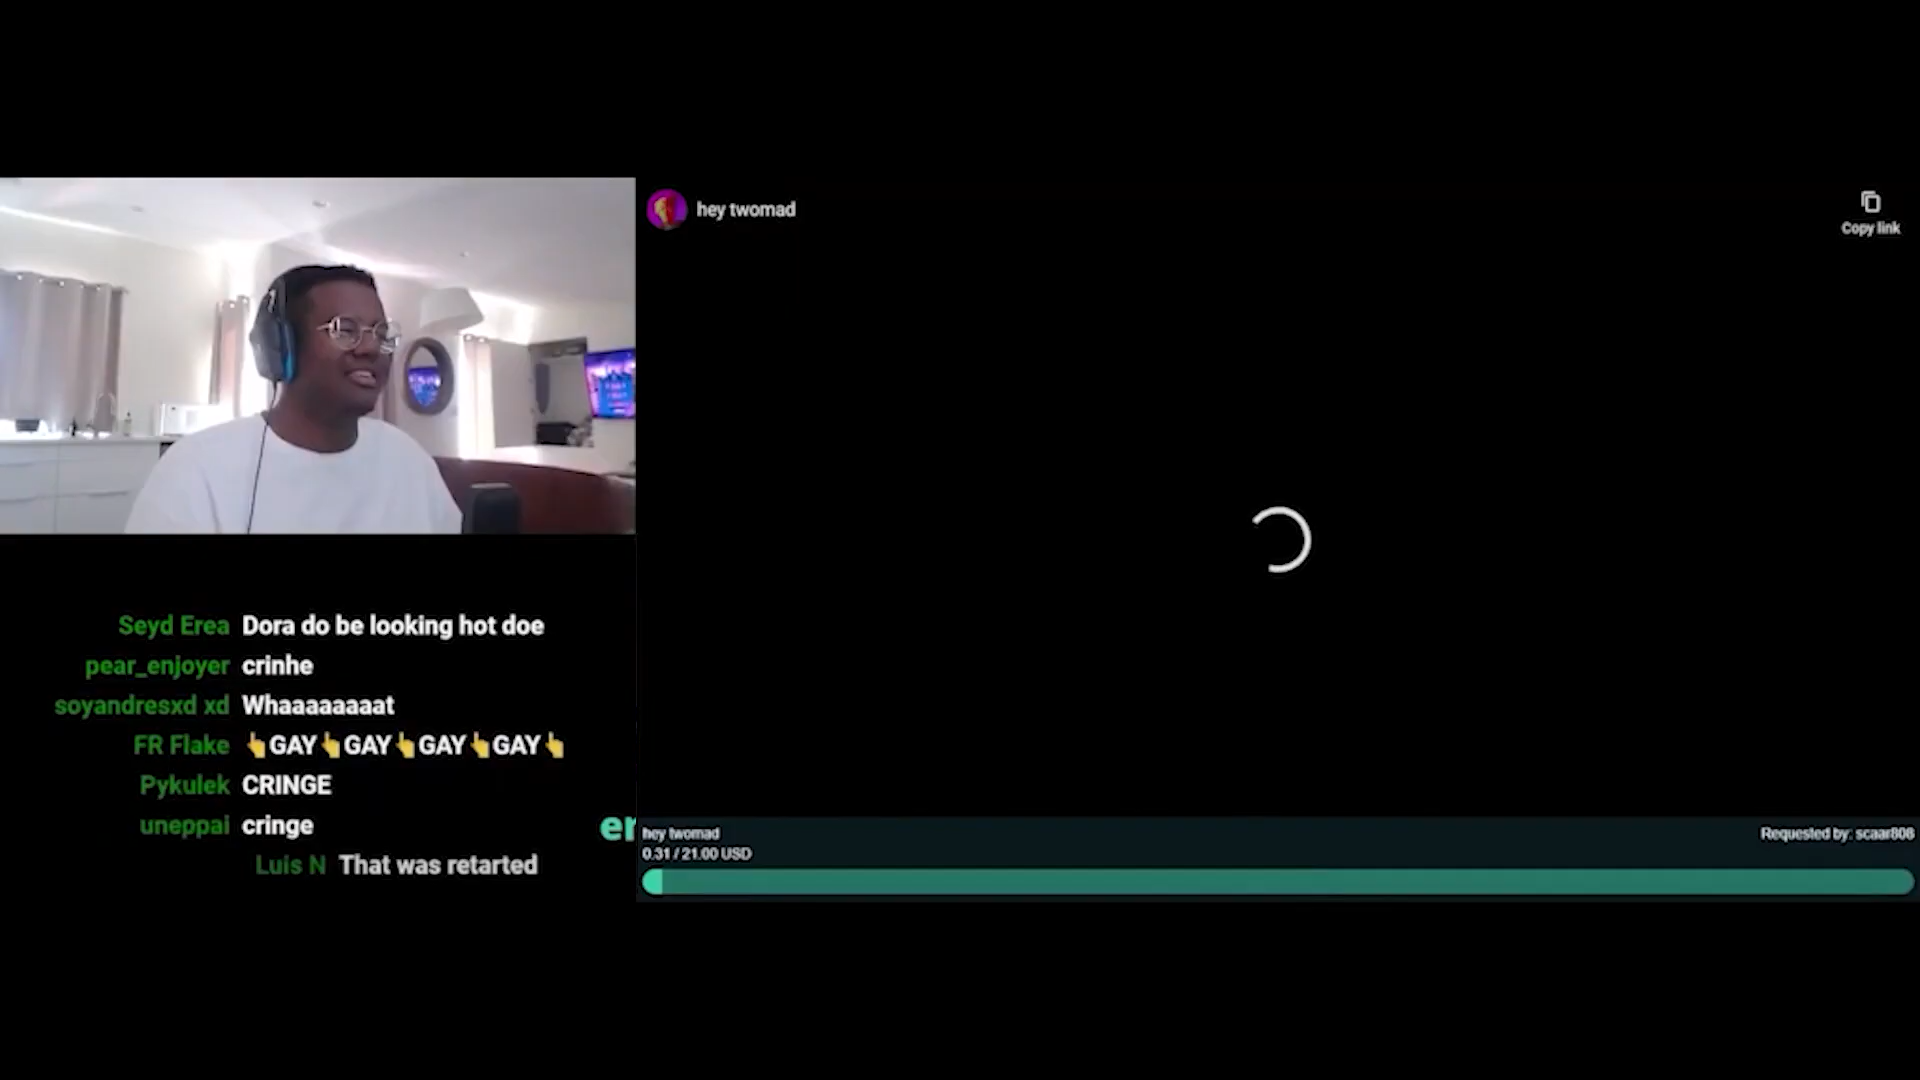 hey twomad
Copy link
Seyd Erea Dora do be looking hot doe
pear_enjoyer crinhe
soyandresxd xd Whaaaaaaaat
FR Flake 👆GAY👆GAY👆GAY👆GAY👆
Pykulek CRINGE
uneppai cringe
Luis N That was retarted
er
hey twomad
Requested by: scaar808
0.31 / 21.00 USD